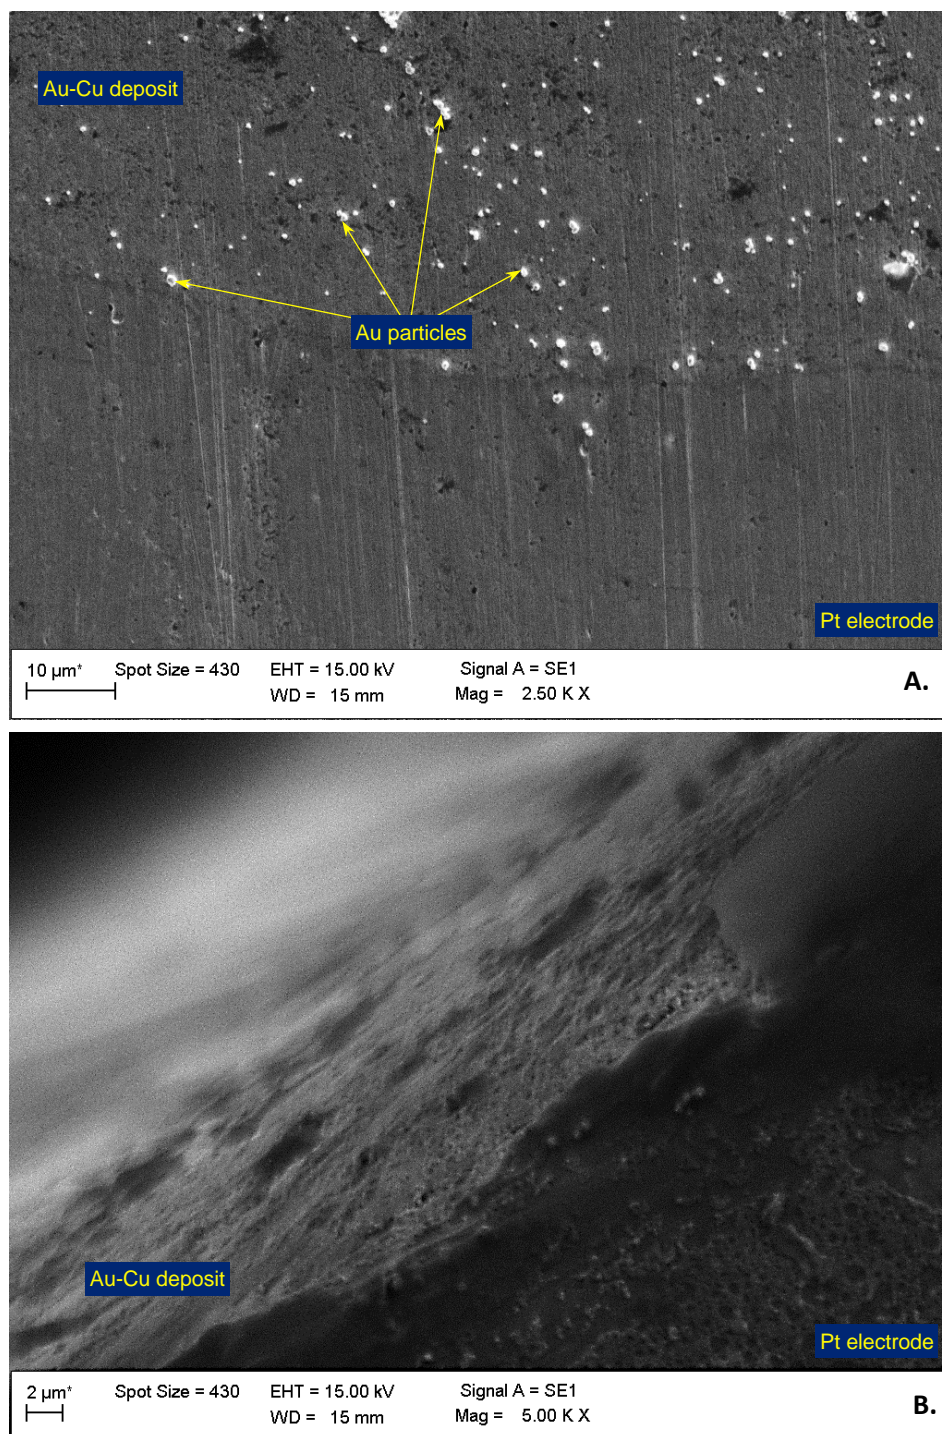 Au-Cu deposit
Au particles
Pt electrode
10 µm* Spot Size = 430 EHT = 15.00 kV Signal A = SE1
WD = 15 mm Mag = 2.50 K X
A.
Au-Cu deposit
Pt electrode
2 µm* Spot Size = 430 EHT = 15.00 kV Signal A = SE1
WD = 15 mm Mag = 5.00 K X
B.